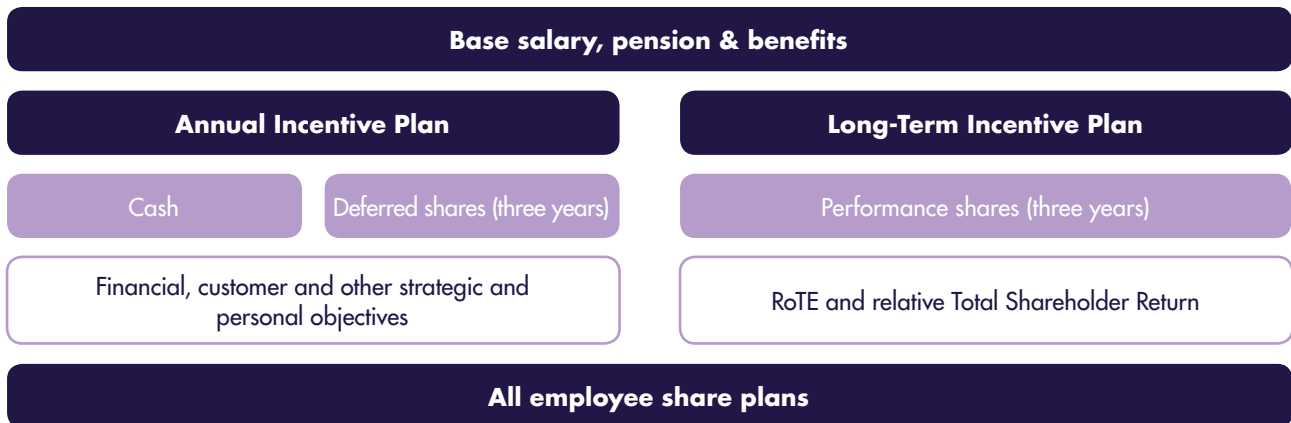 Base salary, pension & benefits
Annual Incentive Plan
Long-Term Incentive Plan
Cash
Deferred shares (three years)
Performance shares (three years)
Financial, customer and other strategic and
personal objectives
RoTE and relative Total Shareholder Return
All employee share plans